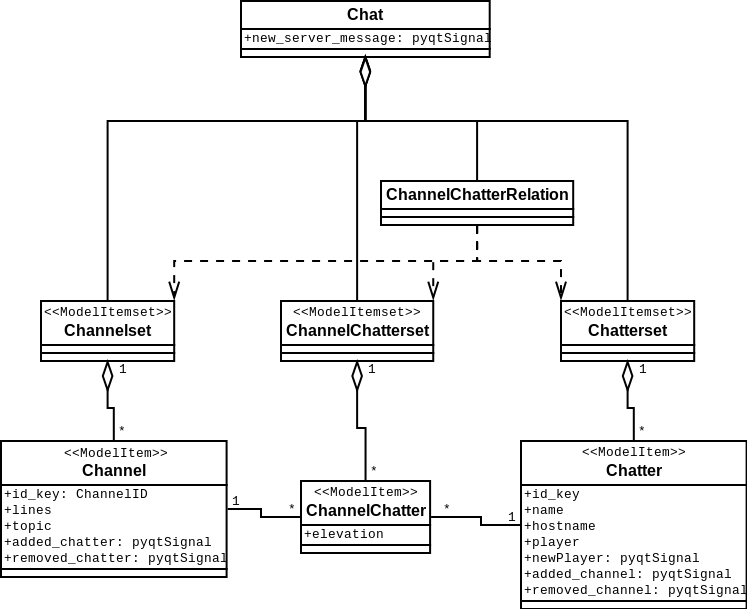 Chat
+new_server_message: pyqtSignal
ChannelChatterRelation
<<ModelItemset>>
Channelset
<<ModelItemset>>
ChannelChatterset
<<ModelItemset>>
Chatterset
1
1
1
*
*
*
<<ModelItem>>
Channel
+id_key: ChannelID
+lines
+topic
+added_chatter: pyqtSignal
+removed_chatter: pyqtSignal
1
*
<<ModelItem>>
ChannelChatter
+elevation
*
1
<<ModelItem>>
Chatter
+id_key
+name
+hostname
+player
+newPlayer: pyqtSignal
+added_channel: pyqtSignal
+removed_channel: pyqtSignal